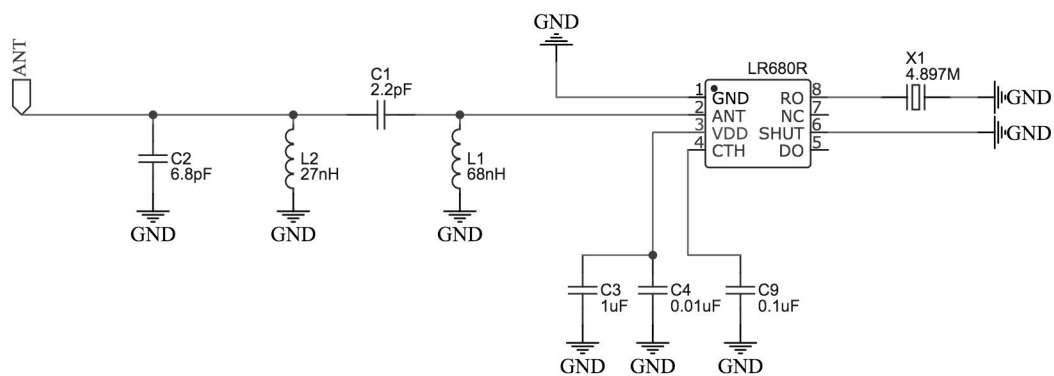 ANT
GND
C1
2.2pF
LR680R
X1
4.897M
1 GND RO 8
2 ANT NC 7
3 VDD SHUT 6
4 CTH DO 5
GND
GND
C2
6.8pF
L2
27nH
L1
68nH
GND
GND
GND
C3
1uF
C4
0.01uF
C9
0.1uF
GND
GND
GND